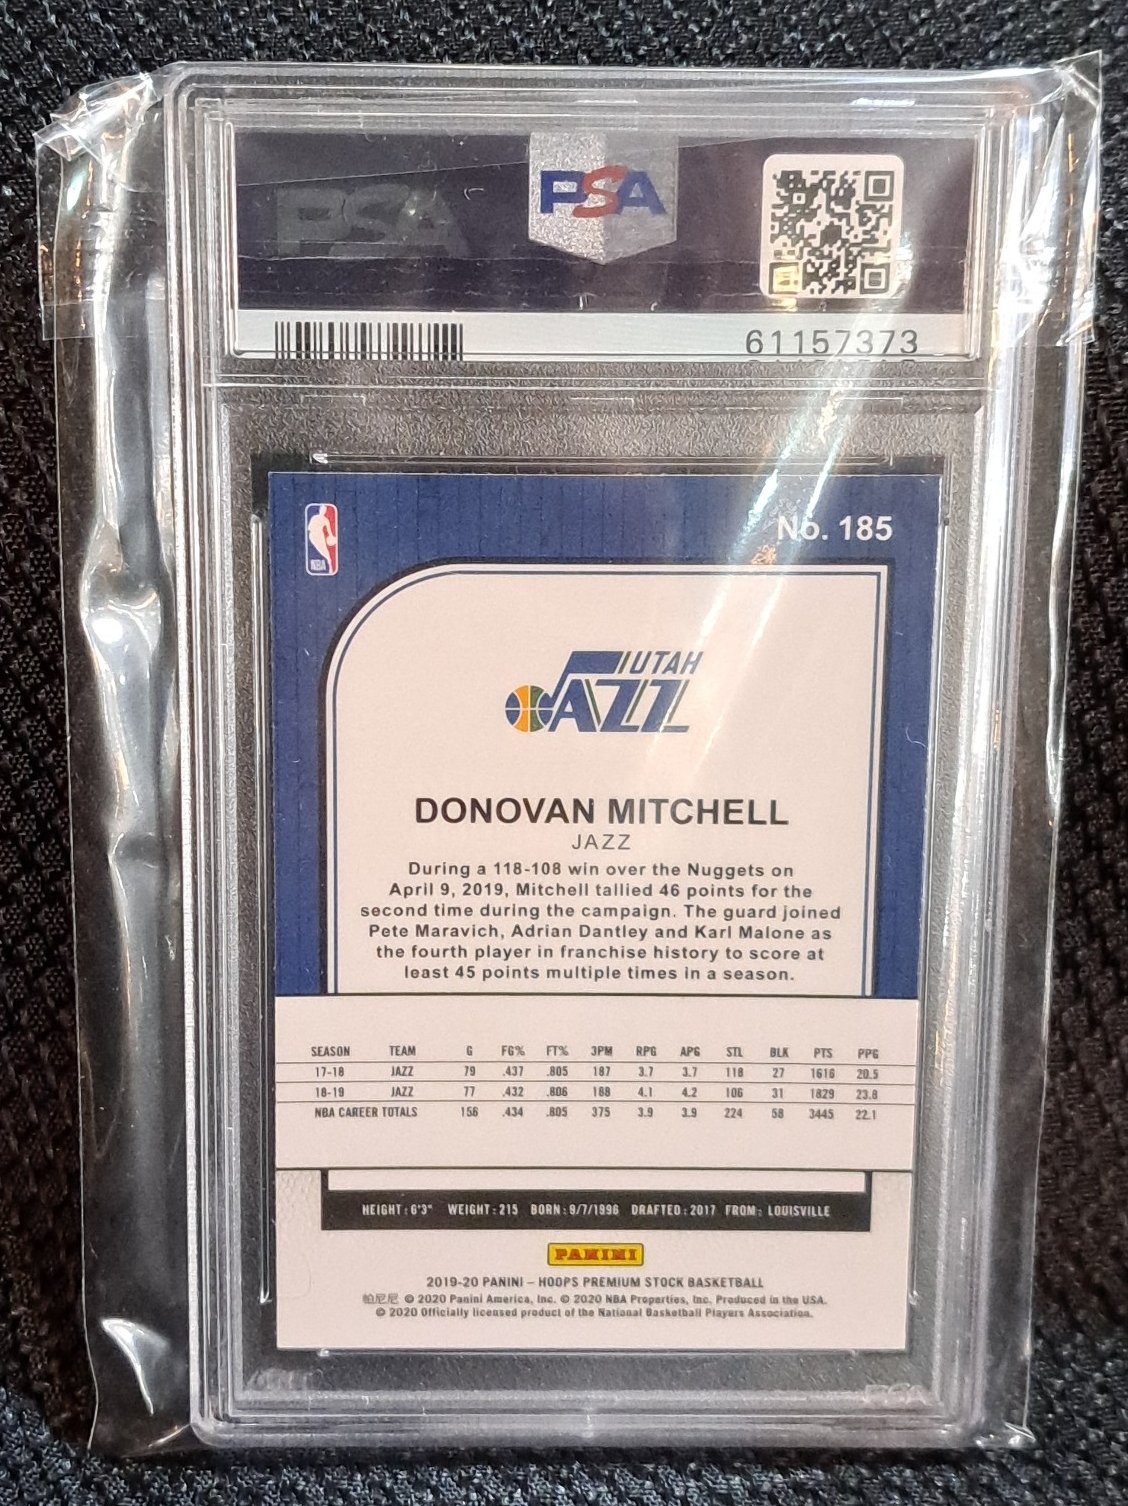 PSA
PSA
61157373
NBA
No. 185
UTAH
JAZZ
DONOVAN MITCHELL
JAZZ
During a 118-108 win over the Nuggets on
April 9, 2019, Mitchell tallied 46 points for the
second time during the campaign. The guard joined
Pete Maravich, Adrian Dantley and Karl Malone as
the fourth player in franchise history to score at
least 45 points multiple times in a season.
SEASON TEAM G FG% FT% 3PM RPG APG STL BLK PTS PPG
17-18 JAZZ 79 .437 .805 187 3.7 3.7 118 27 1616 20.5
18-19 JAZZ 77 .432 .806 188 4.1 4.2 106 31 1829 23.8
NBA CAREER TOTALS 156 .434 .805 375 3.9 3.9 224 58 3445 22.1
HEIGHT: 6'3" WEIGHT: 215 BORN: 9/7/1996 DRAFTED: 2017 FROM: LOUISVILLE
PANINI
2019-20 PANINI – HOOPS PREMIUM STOCK BASKETBALL
帕尼尼 © 2020 Panini America, Inc. © 2020 NBA Properties, Inc. Produced in the USA.
© 2020 Officially licensed product of the National Basketball Players Association.
PSA